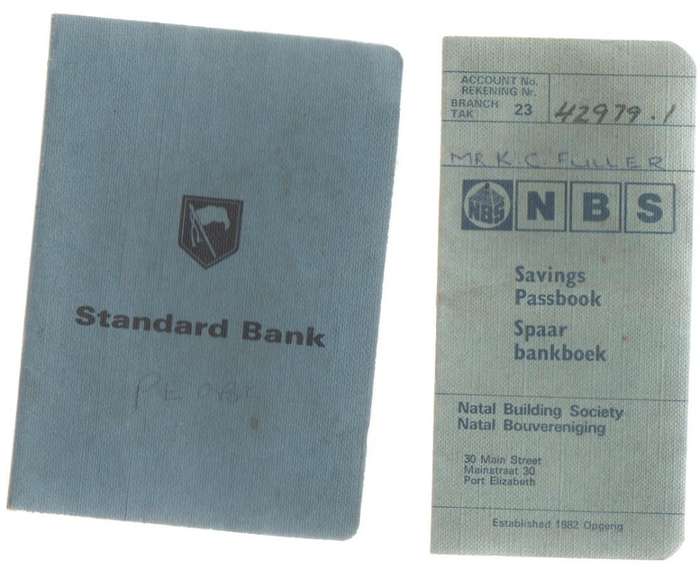 Standard Bank
ACCOUNT No.
REKENING Nr.
BRANCH
TAK 23 42979.1
MR K. C. FULLER
NBS N B S
Savings
Passbook
Spaar
bankboek
Natal Building Society
Natal Bouvereniging
30 Main Street
Mainstraat 30
Port Elizabeth
Established 1882 Opgerig